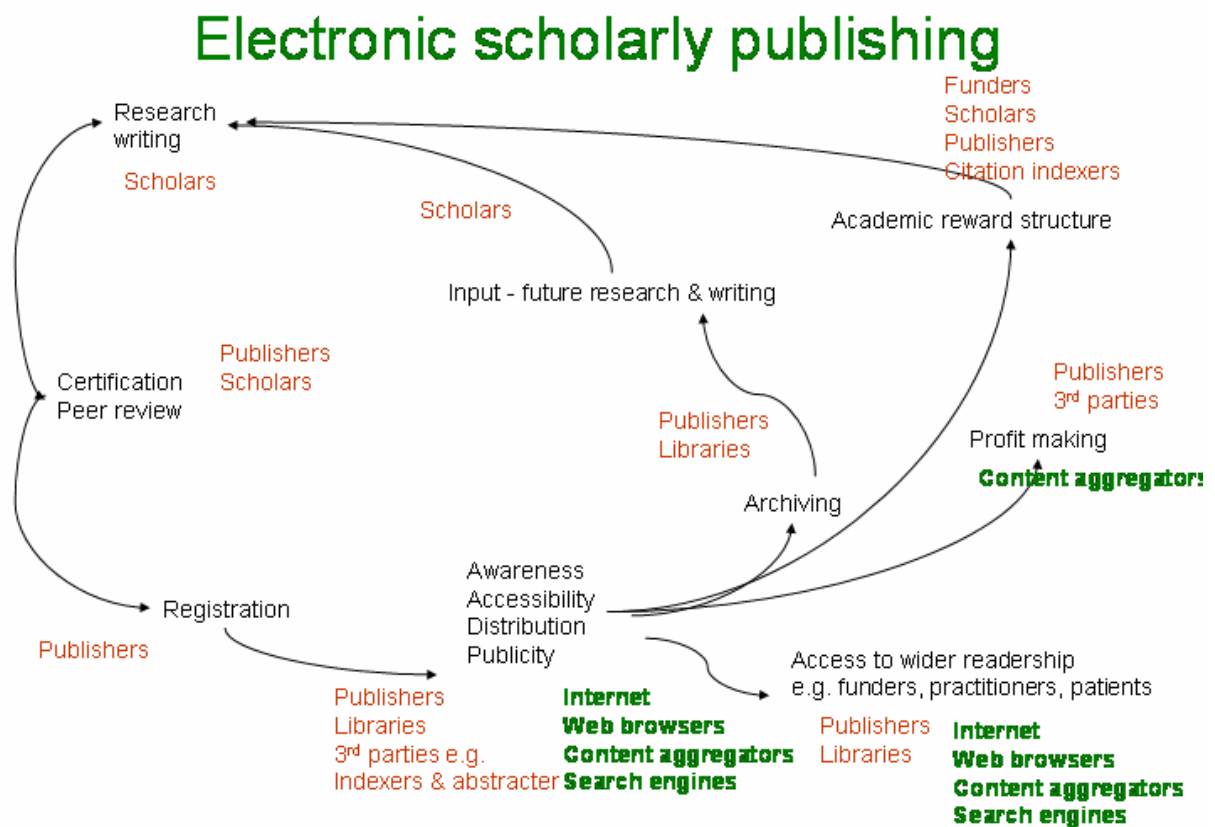 Electronic scholarly publishing
Funders
Scholars
Publishers
Citation indexers
Research
writing
Scholars
Scholars
Academic reward structure
Input - future research & writing
Publishers
Scholars
Certification
Peer review
Publishers
3rd parties
Profit making
Content aggregators
Publishers
Libraries
Archiving
Awareness
Accessibility
Distribution
Publicity
Registration
Publishers
Access to wider readership
e.g. funders, practitioners, patients
Publishers
Libraries
3rd parties e.g.
Indexers & abstracter
Internet
Web browsers
Content aggregators
Search engines
Publishers
Libraries
Internet
Web browsers
Content aggregators
Search engines